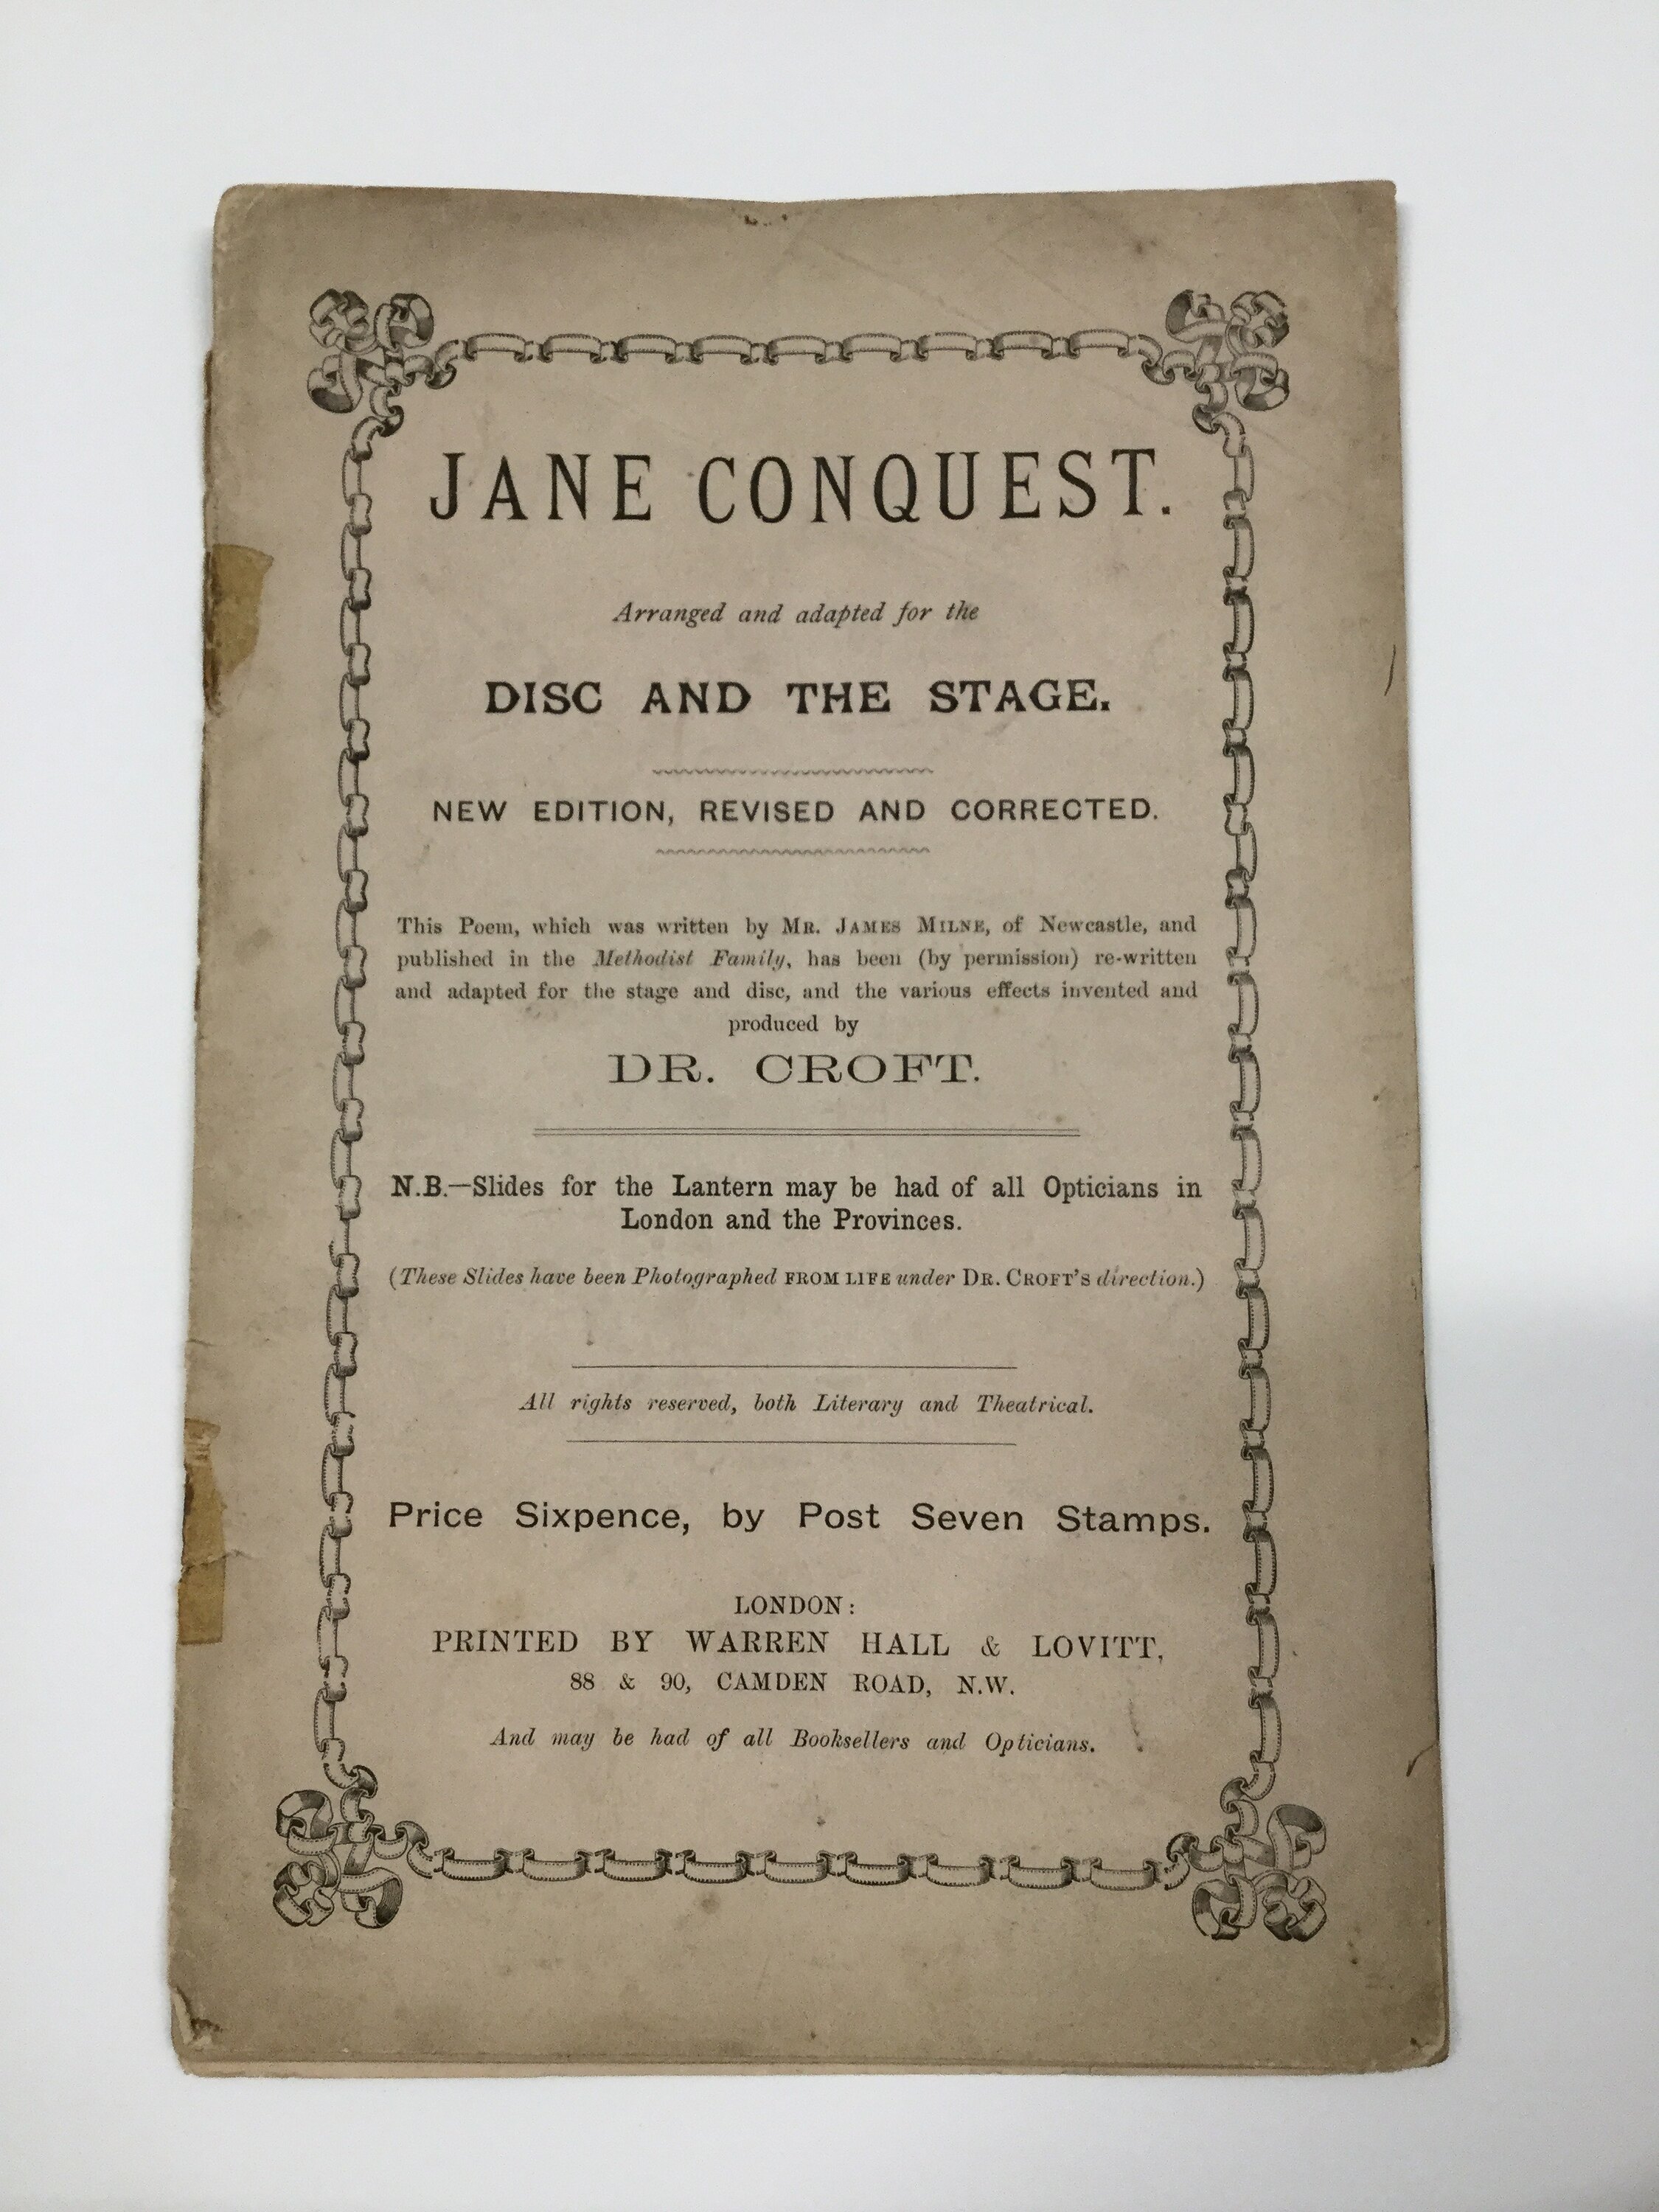 JANE CONQUEST.
Arranged and adapted for the
DISC AND THE STAGE.
NEW EDITION, REVISED AND CORRECTED.
This Poem, which was written by MR. JAMES MILNE, of Newcastle, and
published in the Methodist Family, has been (by permission) re-written
and adapted for the stage and disc, and the various effects invented and
produced by
DR. CROFT.
N.B.—Slides for the Lantern may be had of all Opticians in
London and the Provinces.
(These Slides have been Photographed FROM LIFE under DR. CROFT'S direction.)
All rights reserved, both Literary and Theatrical.
Price Sixpence, by Post Seven Stamps.
LONDON:
PRINTED BY WARREN HALL & LOVITT,
88 & 90, CAMDEN ROAD, N.W.
And may be had of all Booksellers and Opticians.